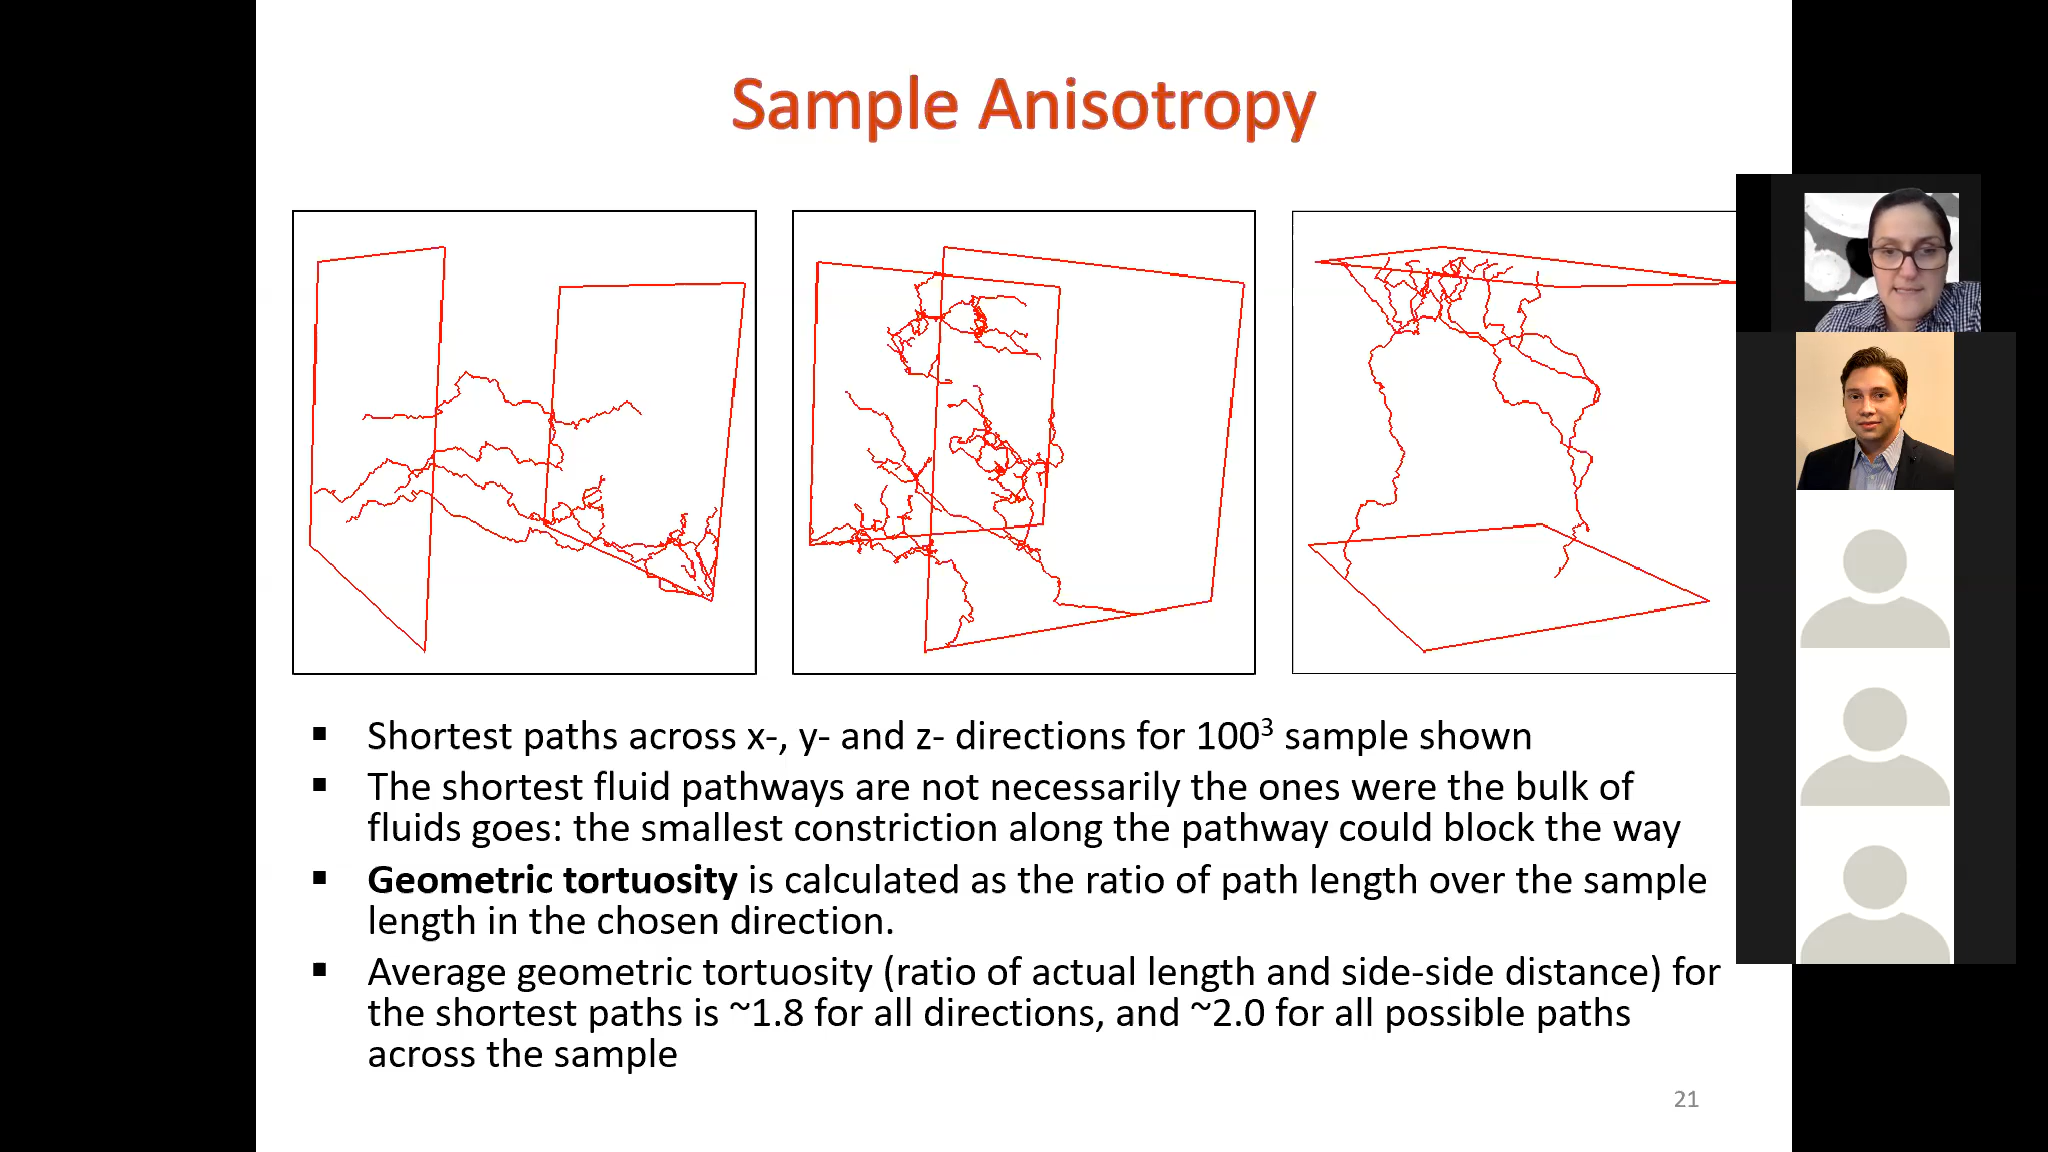 Sample Anisotropy
▪ Shortest paths across x-, y- and z- directions for 100³ sample shown
▪ The shortest fluid pathways are not necessarily the ones were the bulk of
fluids goes: the smallest constriction along the pathway could block the way
▪ Geometric tortuosity is calculated as the ratio of path length over the sample
length in the chosen direction.
▪ Average geometric tortuosity (ratio of actual length and side-side distance) for
the shortest paths is ~1.8 for all directions, and ~2.0 for all possible paths
across the sample
21